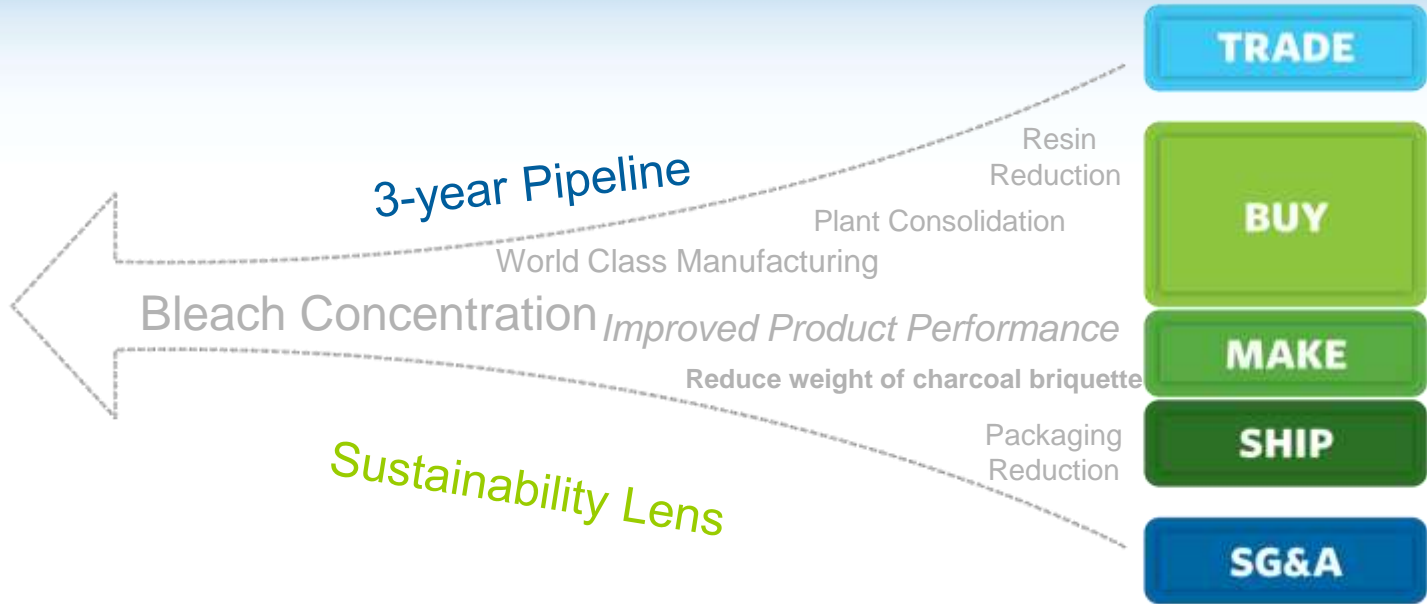 TRADE
Resin
Reduction
3-year Pipeline
BUY
Plant Consolidation
World Class Manufacturing
Bleach Concentration
Improved Product Performance
MAKE
Reduce weight of charcoal briquette
Packaging
Reduction
SHIP
Sustainability Lens
SG&A